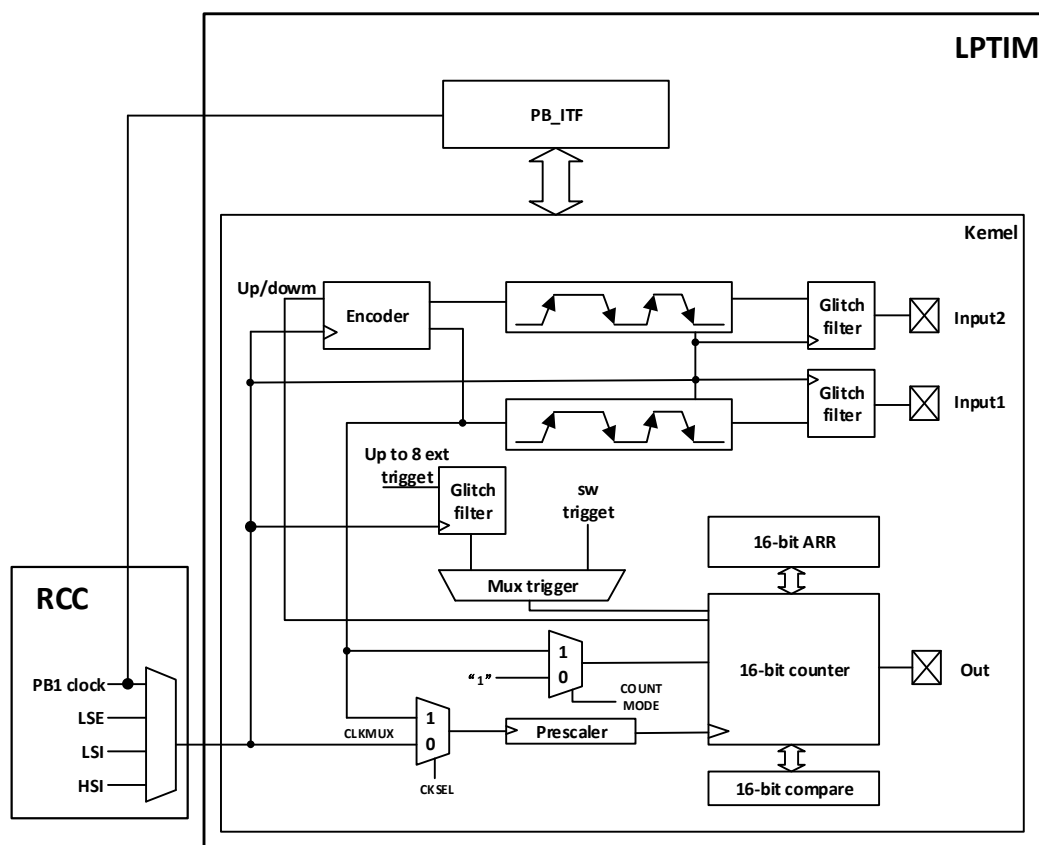 LPTIM
PB_ITF
Kemel
Up/dowm
Encoder
Glitch
filter
Input2
Glitch
filter
Input1
Up to 8 ext
trigget
Glitch
filter
sw
trigget
16-bit ARR
Mux trigger
RCC
PB1 clock
LSE
LSI
HSI
1
0
“1”
COUNT
MODE
16-bit counter
Out
CLKMUX
1
0
CKSEL
Prescaler
16-bit compare